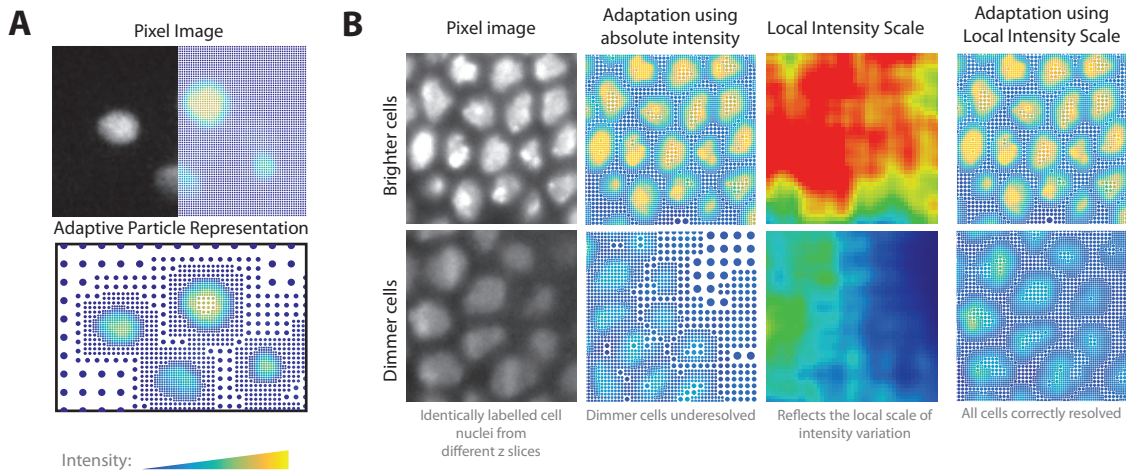 A
Pixel Image
Adaptive Particle Representation
Intensity:
B
Pixel image
Adaptation using
absolute intensity
Local Intensity Scale
Adaptation using
Local Intensity Scale
Brighter cells
Dimmer cells
Identically labelled cell
nuclei from
different z slices
Dimmer cells underesolved
Reflects the local scale of
intensity variation
All cells correctly resolved